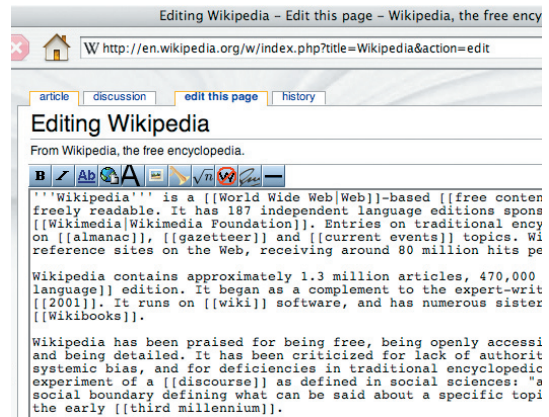 Editing Wikipedia – Edit this page – Wikipedia, the free ency
W http://en.wikipedia.org/w/index.php?title=Wikipedia&action=edit
article discussion edit this page history
Editing Wikipedia
From Wikipedia, the free encyclopedia.
B I Ab A √n W
'''Wikipedia''' is a [[World Wide Web|Web]]-based [[free conten
freely readable. It has 187 independent language editions spons
[[Wikimedia|Wikimedia Foundation]]. Entries on traditional ency
on [[almanac]], [[gazetteer]] and [[current events]] topics. Wi
reference sites on the Web, receiving around 80 million hits pe
Wikipedia contains approximately 1.3 million articles, 470,000
language]] edition. It began as a complement to the expert-writ
[[2001]]. It runs on [[wiki]] software, and has numerous sister
[[Wikibooks]].
Wikipedia has been praised for being free, being openly accessi
and being detailed. It has been criticized for lack of authorit
systemic bias, and for deficiencies in traditional encyclopedic
experiment of a [[discourse]] as defined in social sciences: "a
social boundary defining what can be said about a specific topi
the early [[third millennium]].